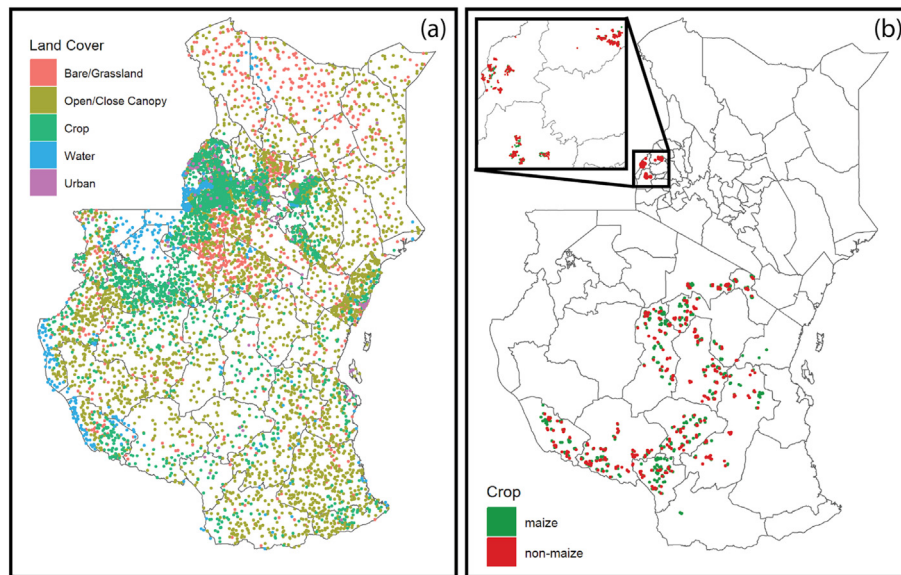 (a)
Land Cover
Bare/Grassland
Open/Close Canopy
Crop
Water
Urban
(b)
Crop
maize
non-maize